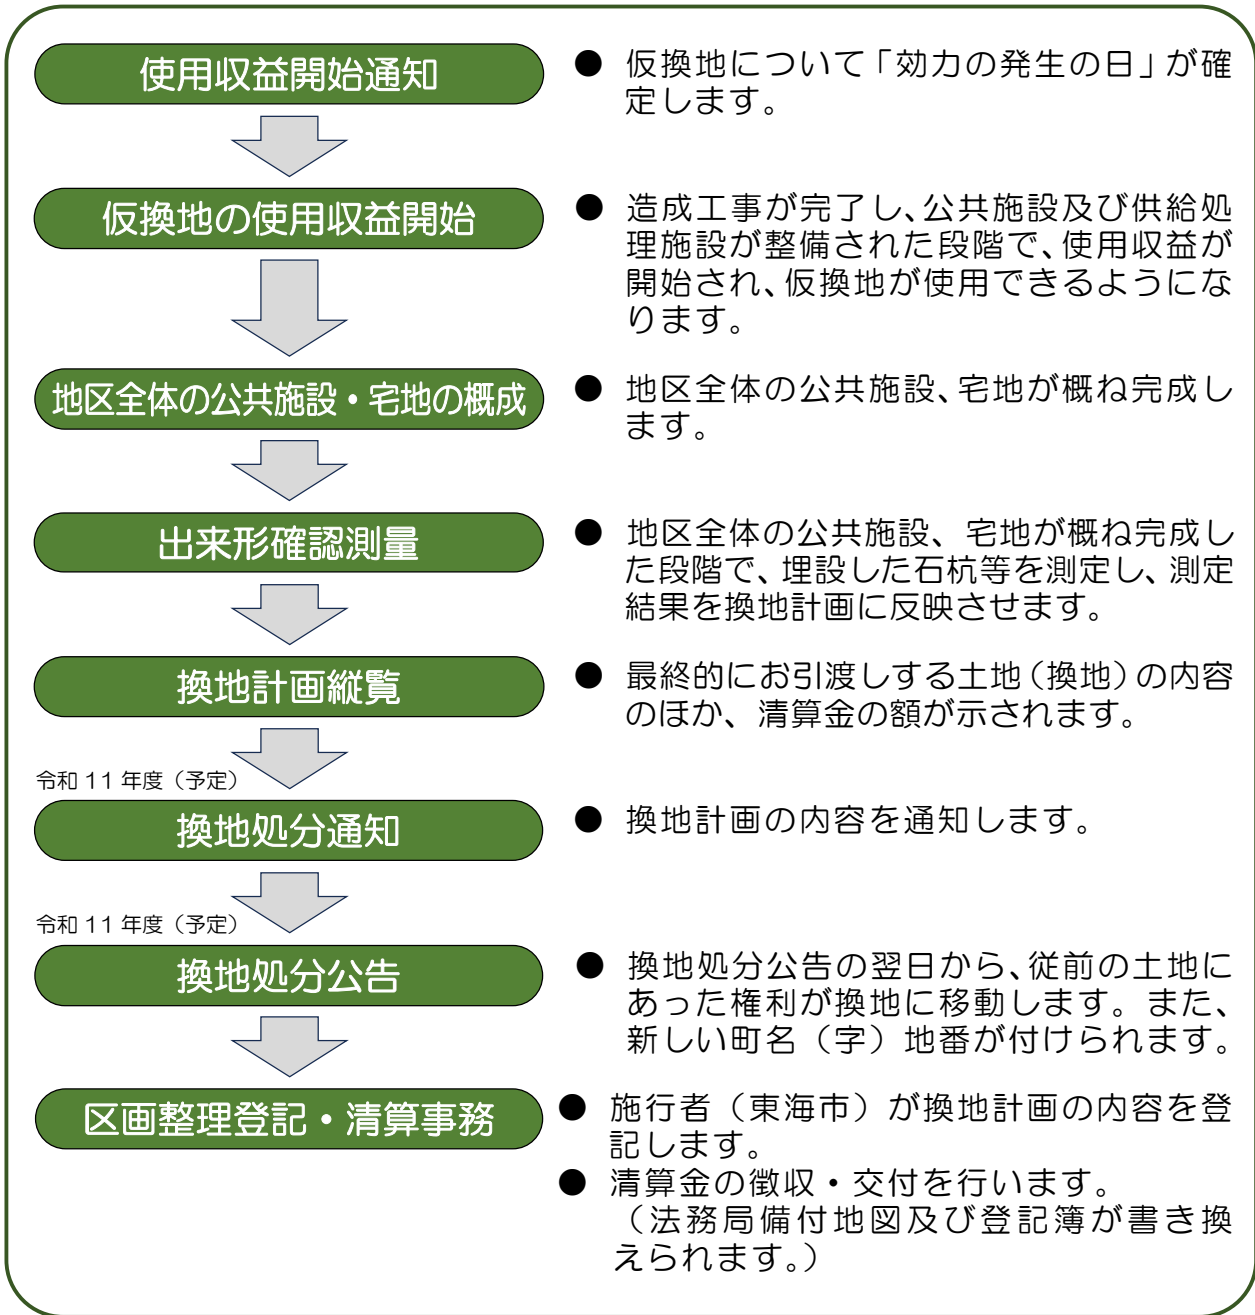 使用収益開始通知
● 仮換地について「効力の発生の日」が確
定します。
仮換地の使用収益開始
● 造成工事が完了し、公共施設及び供給処
理施設が整備された段階で、使用収益が
開始され、仮換地が使用できるようにな
ります。
地区全体の公共施設・宅地の概成
● 地区全体の公共施設、宅地が概ね完成し
ます。
出来形確認測量
● 地区全体の公共施設、宅地が概ね完成し
た段階で、埋設した石杭等を測定し、測定
結果を換地計画に反映させます。
換地計画縦覧
● 最終的にお引渡しする土地（換地）の内容
のほか、清算金の額が示されます。
令和 11 年度（予定）
換地処分通知
● 換地計画の内容を通知します。
令和 11 年度（予定）
換地処分公告
● 換地処分公告の翌日から、従前の土地に
あった権利が換地に移動します。また、
新しい町名（字）地番が付けられます。
区画整理登記・清算事務
● 施行者（東海市）が換地計画の内容を登
記します。
● 清算金の徴収・交付を行います。
（法務局備付地図及び登記簿が書き換
えられます。）